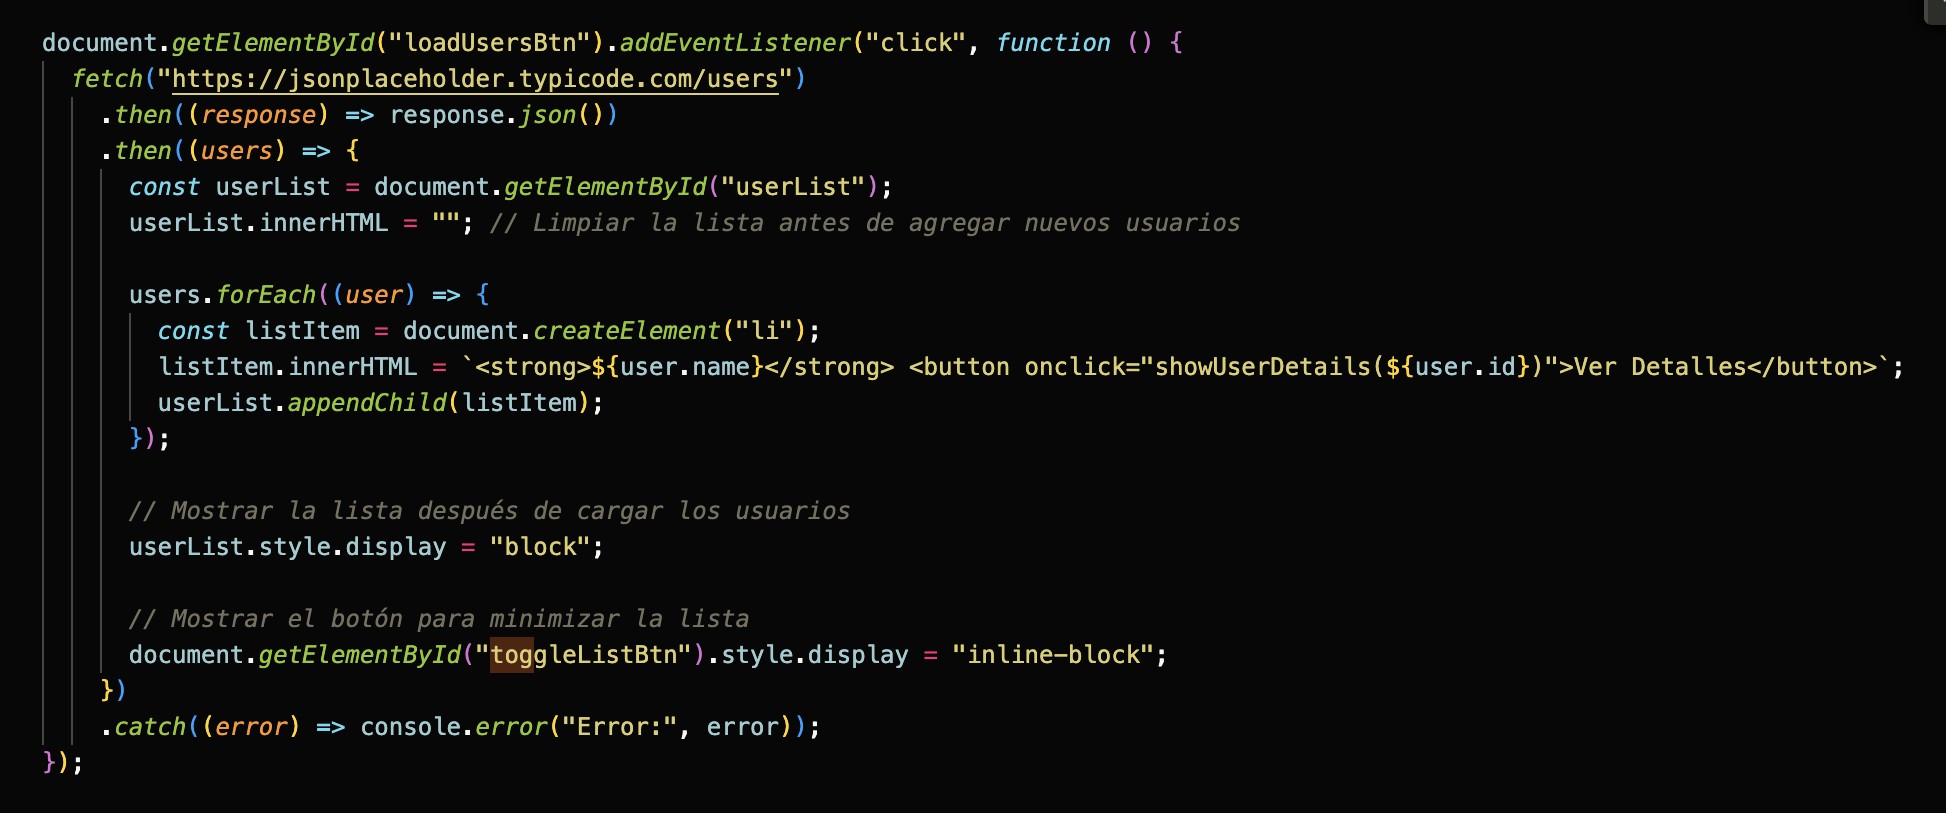 document.getElementById("loadUsersBtn").addEventListener("click", function () {
fetch("https://jsonplaceholder.typicode.com/users")
.then((response) => response.json())
.then((users) => {
const userList = document.getElementById("userList");
userList.innerHTML = ""; // Limpiar la lista antes de agregar nuevos usuarios
users.forEach((user) => {
const listItem = document.createElement("li");
listItem.innerHTML = `<strong>${user.name}</strong> <button onclick="showUserDetails(${user.id})">Ver Detalles</button>`;
userList.appendChild(listItem);
});
// Mostrar la lista después de cargar los usuarios
userList.style.display = "block";
// Mostrar el botón para minimizar la lista
document.getElementById("toggleListBtn").style.display = "inline-block";
})
.catch((error) => console.error("Error:", error));
});